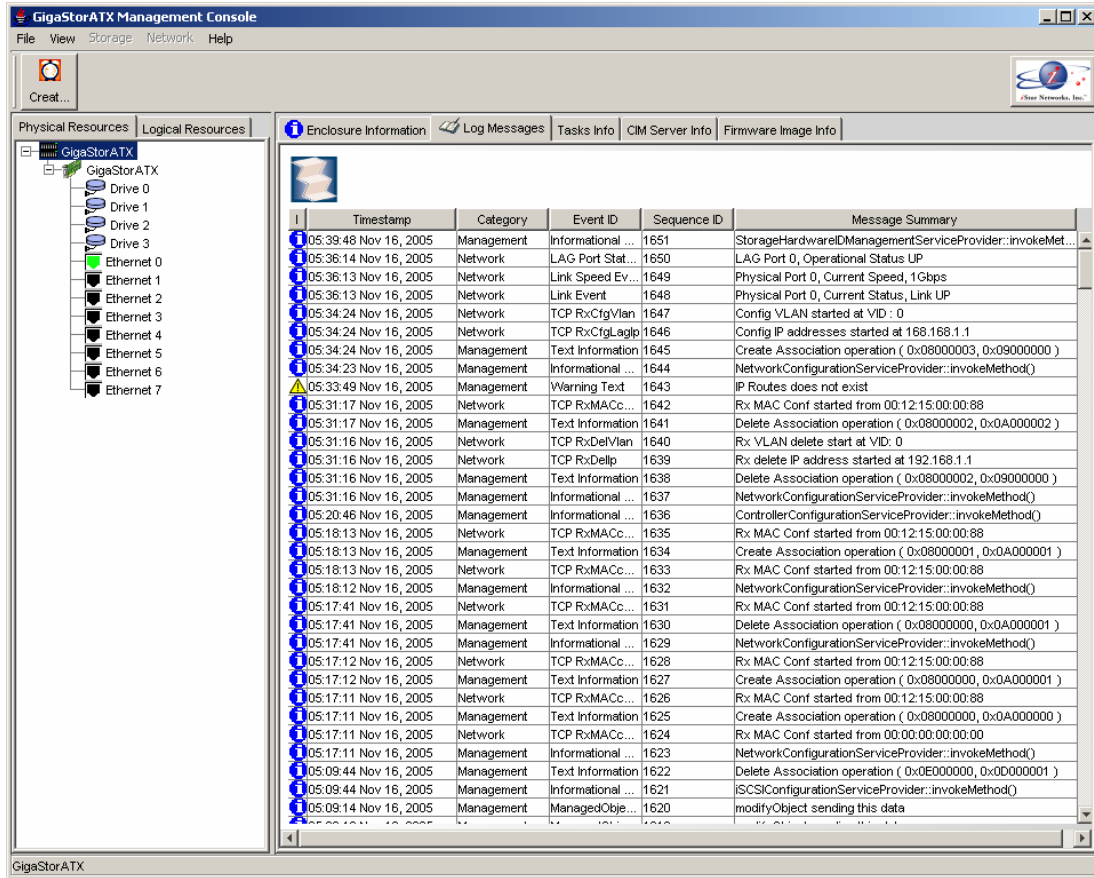 GigaStorATX Management Console
File View Storage Network Help
Creat...
iStor Networks, Inc.
Physical Resources Logical Resources
GigaStorATX
GigaStorATX
Drive 0
Drive 1
Drive 2
Drive 3
Ethernet 0
Ethernet 1
Ethernet 2
Ethernet 3
Ethernet 4
Ethernet 5
Ethernet 6
Ethernet 7
Enclosure Information Log Messages Tasks Info CIM Server Info Firmware Image Info
I Timestamp Category Event ID Sequence ID Message Summary
05:39:48 Nov 16, 2005 Management Informational ... 1651 StorageHardwareIDManagementServiceProvider::invokeMet...
05:36:14 Nov 16, 2005 Network LAG Port Stat... 1650 LAG Port 0, Operational Status UP
05:36:13 Nov 16, 2005 Network Link Speed Ev... 1649 Physical Port 0, Current Speed, 1Gbps
05:36:13 Nov 16, 2005 Network Link Event 1648 Physical Port 0, Current Status, Link UP
05:34:24 Nov 16, 2005 Network TCP RxCfgVlan 1647 Config VLAN started at VID : 0
05:34:24 Nov 16, 2005 Network TCP RxCfgLagIp 1646 Config IP addresses started at 168.168.1.1
05:34:24 Nov 16, 2005 Management Text Information 1645 Create Association operation ( 0x08000003, 0x09000000 )
05:34:23 Nov 16, 2005 Management Informational ... 1644 NetworkConfigurationServiceProvider::invokeMethod()
05:33:49 Nov 16, 2005 Management Warning Text 1643 IP Routes does not exist
05:31:17 Nov 16, 2005 Network TCP RxMACc... 1642 Rx MAC Conf started from 00:12:15:00:00:88
05:31:17 Nov 16, 2005 Management Text Information 1641 Delete Association operation ( 0x08000002, 0x0A000002 )
05:31:16 Nov 16, 2005 Network TCP RxDelVlan 1640 Rx VLAN delete start at VID: 0
05:31:16 Nov 16, 2005 Network TCP RxDelIp 1639 Rx delete IP address started at 192.168.1.1
05:31:16 Nov 16, 2005 Management Text Information 1638 Delete Association operation ( 0x08000002, 0x09000000 )
05:31:16 Nov 16, 2005 Management Informational ... 1637 NetworkConfigurationServiceProvider::invokeMethod()
05:20:46 Nov 16, 2005 Management Informational ... 1636 ControllerConfigurationServiceProvider::invokeMethod()
05:18:13 Nov 16, 2005 Network TCP RxMACc... 1635 Rx MAC Conf started from 00:12:15:00:00:88
05:18:13 Nov 16, 2005 Management Text Information 1634 Create Association operation ( 0x08000001, 0x0A000001 )
05:18:13 Nov 16, 2005 Network TCP RxMACc... 1633 Rx MAC Conf started from 00:12:15:00:00:88
05:18:12 Nov 16, 2005 Management Informational ... 1632 NetworkConfigurationServiceProvider::invokeMethod()
05:17:41 Nov 16, 2005 Network TCP RxMACc... 1631 Rx MAC Conf started from 00:12:15:00:00:88
05:17:41 Nov 16, 2005 Management Text Information 1630 Delete Association operation ( 0x08000000, 0x0A000001 )
05:17:41 Nov 16, 2005 Management Informational ... 1629 NetworkConfigurationServiceProvider::invokeMethod()
05:17:12 Nov 16, 2005 Network TCP RxMACc... 1628 Rx MAC Conf started from 00:12:15:00:00:88
05:17:12 Nov 16, 2005 Management Text Information 1627 Create Association operation ( 0x08000000, 0x0A000001 )
05:17:11 Nov 16, 2005 Network TCP RxMACc... 1626 Rx MAC Conf started from 00:12:15:00:00:88
05:17:11 Nov 16, 2005 Management Text Information 1625 Create Association operation ( 0x08000000, 0x0A000000 )
05:17:11 Nov 16, 2005 Network TCP RxMACc... 1624 Rx MAC Conf started from 00:00:00:00:00:00
05:17:11 Nov 16, 2005 Management Informational ... 1623 NetworkConfigurationServiceProvider::invokeMethod()
05:09:44 Nov 16, 2005 Management Text Information 1622 Delete Association operation ( 0x0E000000, 0x0D000001 )
05:09:44 Nov 16, 2005 Management Informational ... 1621 iSCSIConfigurationServiceProvider::invokeMethod()
05:09:14 Nov 16, 2005 Management ManagedObje... 1620 modifyObject sending this data
GigaStorATX